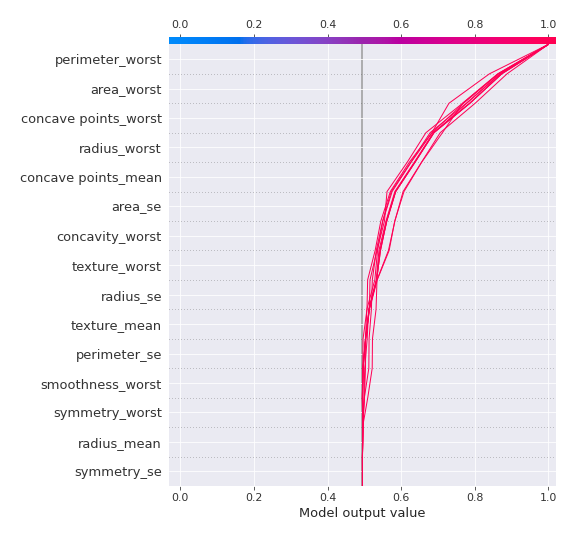 0.0 0.2 0.4 0.6 0.8 1.0
perimeter_worst
area_worst
concave points_worst
radius_worst
concave points_mean
area_se
concavity_worst
texture_worst
radius_se
texture_mean
perimeter_se
smoothness_worst
symmetry_worst
radius_mean
symmetry_se
0.0 0.2 0.4 0.6 0.8 1.0
Model output value